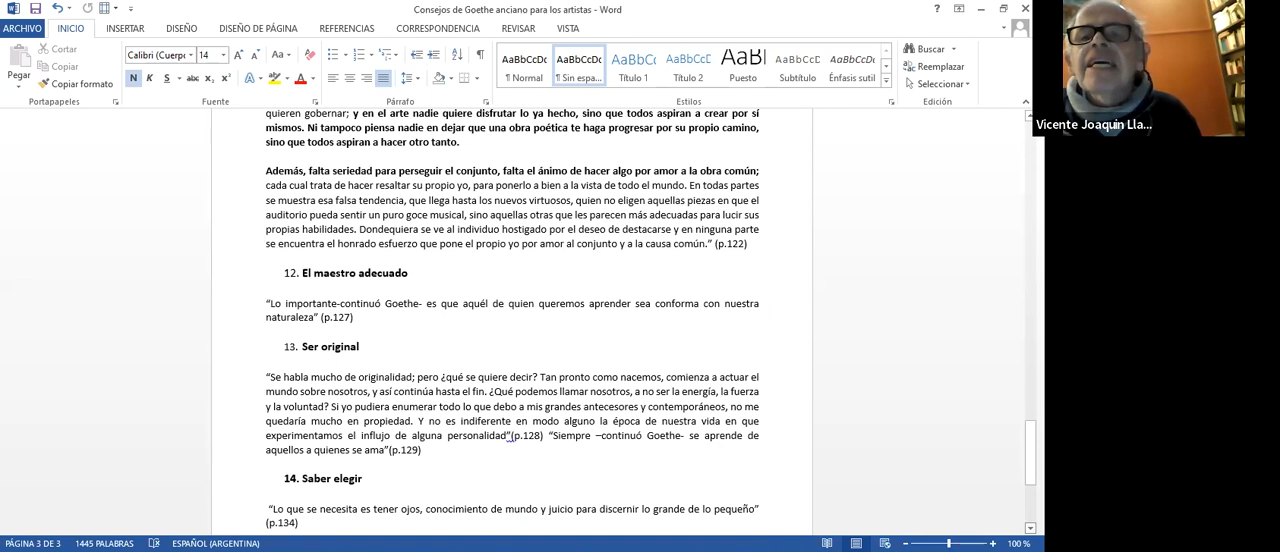 Consejos de Goethe anciano para los artistas - Word
ARCHIVO INICIO INSERTAR DISEÑO DISEÑO DE PÁGINA REFERENCIAS CORRESPONDENCIA REVISAR VISTA
Pegar
Cortar
Copiar
Copiar formato
Portapapeles
Calibri (Cuerpo 14
Aa
N K S abc x₂ x²
Fuente
Párrafo
AaBbCcDc AaBbCcDc AaBbCc AaBbCcD AaBl AaBbCcD AaBbCcDc
¶ Normal ¶ Sin espa... Título 1 Título 2 Puesto Subtítulo Énfasis sutil
Estilos
Buscar
Reemplazar
Seleccionar
Edición
Vicente Joaquin Lla...
quieren gobernar; y en el arte nadie quiere disfrutar lo ya hecho, sino que todos aspiran a crear por sí
mismos. Ni tampoco piensa nadie en dejar que una obra poética te haga progresar por su propio camino,
sino que todos aspiran a hacer otro tanto.
Además, falta seriedad para perseguir el conjunto, falta el ánimo de hacer algo por amor a la obra común;
cada cual trata de hacer resaltar su propio yo, para ponerlo a bien a la vista de todo el mundo. En todas partes
se muestra esa falsa tendencia, que llega hasta los nuevos virtuosos, quien no eligen aquellas piezas en que el
auditorio pueda sentir un puro goce musical, sino aquellas otras que les parecen más adecuadas para lucir sus
propias habilidades. Dondequiera se ve al individuo hostigado por el deseo de destacarse y en ninguna parte
se encuentra el honrado esfuerzo que pone el propio yo por amor al conjunto y a la causa común.” (p.122)
12. El maestro adecuado
“Lo importante-continuó Goethe- es que aquél de quien queremos aprender sea conforma con nuestra
naturaleza” (p.127)
13. Ser original
“Se habla mucho de originalidad; pero ¿qué se quiere decir? Tan pronto como nacemos, comienza a actuar el
mundo sobre nosotros, y así continúa hasta el fin. ¿Qué podemos llamar nosotros, a no ser la energía, la fuerza
y la voluntad? Si yo pudiera enumerar todo lo que debo a mis grandes antecesores y contemporáneos, no me
quedaría mucho en propiedad. Y no es indiferente en modo alguno la época de nuestra vida en que
experimentamos el influjo de alguna personalidad”(p.128) “Siempre –continuó Goethe- se aprende de
aquellos a quienes se ama”(p.129)
14. Saber elegir
“Lo que se necesita es tener ojos, conocimiento de mundo y juicio para discernir lo grande de lo pequeño”
(p.134)
PÁGINA 3 DE 3 1445 PALABRAS ESPAÑOL (ARGENTINA) 100 %